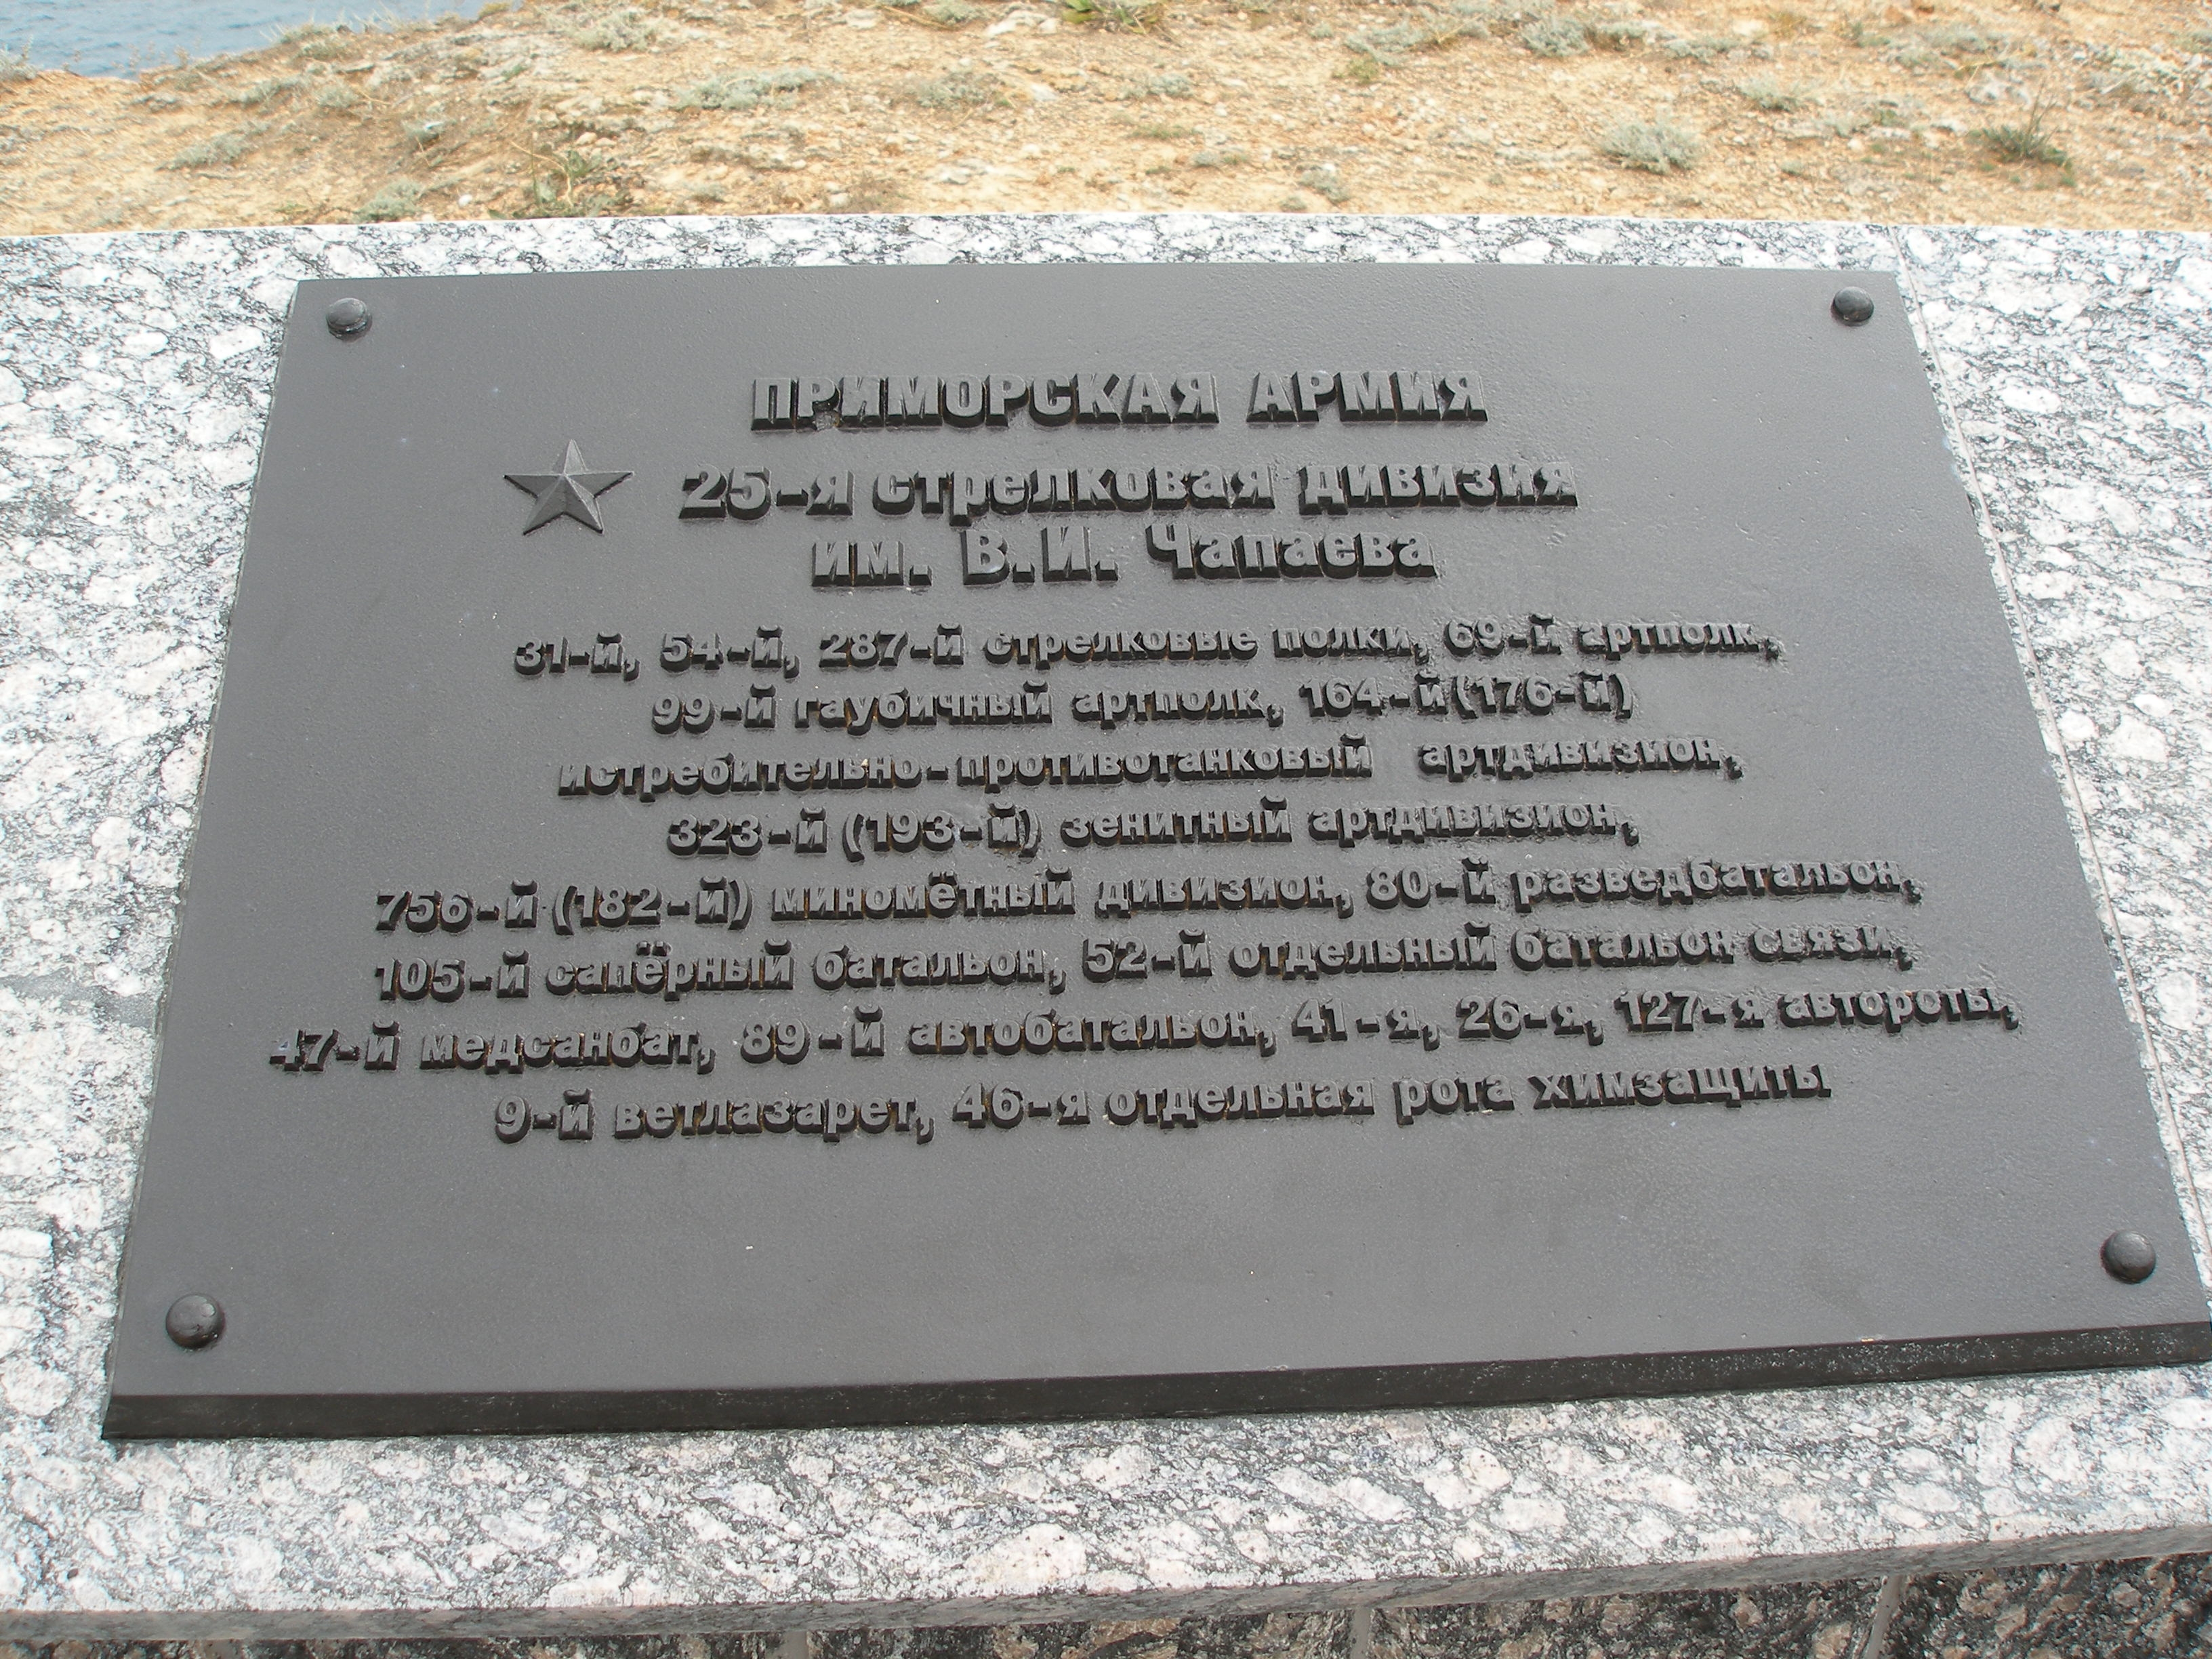 ПРИМОРСКАЯ АРМИЯ
25-я стрелковая дивизия
им. В.И. Чапаева
31-й, 54-й, 287-й стрелковые полки, 69-й артполк,
99-й гаубичный артполк, 164-й (176-й)
истребительно-противотанковый артдивизион,
323-й (193-й) зенитный артдивизион,
756-й (182-й) миномётный дивизион, 80-й разведбатальон,
105-й сапёрный батальон, 52-й отдельный батальон связи,
47-й медсанбат, 89-й автобатальон, 41-я, 26-я, 127-я автороты,
9-й ветлазарет, 46-я отдельная рота химзащиты